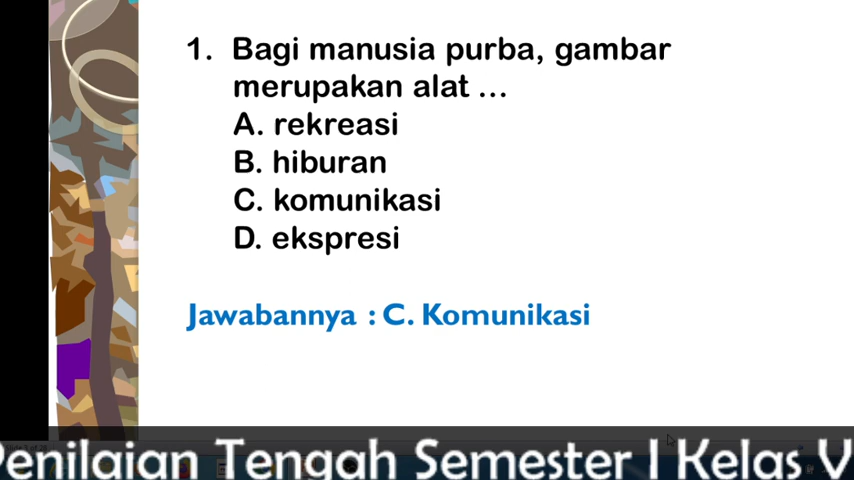 1. Bagi manusia purba, gambar
merupakan alat ...
A. rekreasi
B. hiburan
C. komunikasi
D. ekspresi
Jawabannya : C. Komunikasi
Penilaian Tengah Semester I Kelas V